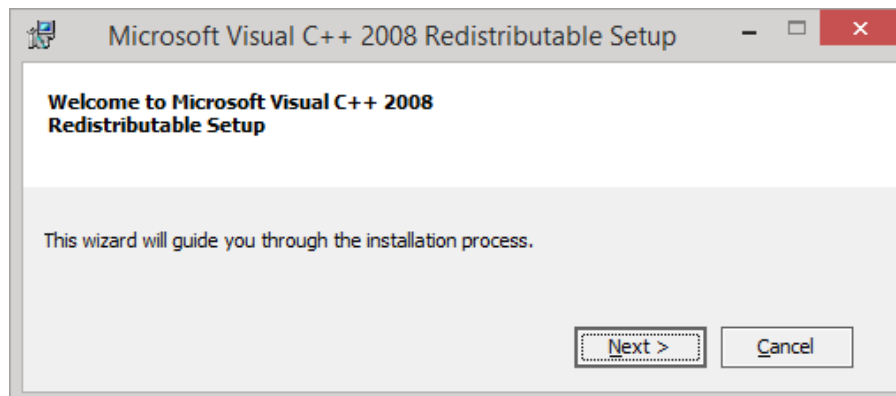 Microsoft Visual C++ 2008 Redistributable Setup
Welcome to Microsoft Visual C++ 2008
Redistributable Setup
This wizard will guide you through the installation process.
Next >
Cancel